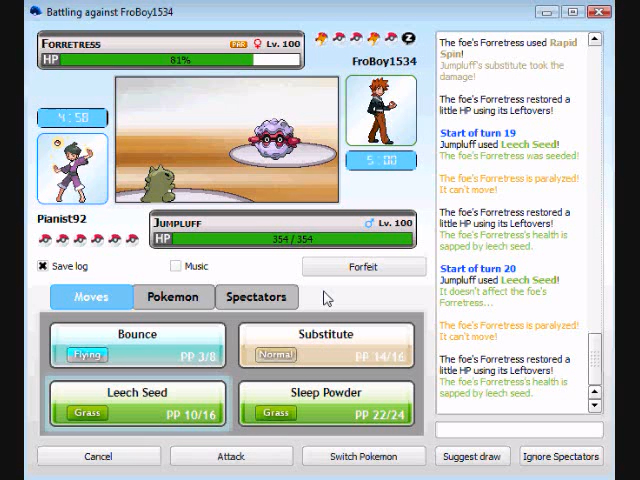 Battling against FroBoy1534
FORRETRESS PAR ♀ Lv. 100
HP 81%
FroBoy1534
4:58
5:00
Pianist92
JUMPLUFF ♂ Lv. 100
HP 354 / 354
Save log
Music
Forfeit
Moves
Pokemon
Spectators
Bounce
Flying PP 3/8
Substitute
Normal PP 14/16
Leech Seed
Grass PP 10/16
Sleep Powder
Grass PP 22/24
Cancel
Attack
Switch Pokemon
Suggest draw
Ignore Spectators
The foe's Forretress used Rapid
Spin!
Jumpluff's substitute took the
damage!
The foe's Forretress restored a
little HP using its Leftovers!
Start of turn 19
Jumpluff used Leech Seed!
The foe's Forretress was seeded!
The foe's Forretress is paralyzed!
It can't move!
The foe's Forretress restored a
little HP using its Leftovers!
The foe's Forretress's health is
sapped by leech seed.
Start of turn 20
Jumpluff used Leech Seed!
It doesn't affect the foe's
Forretress...
The foe's Forretress is paralyzed!
It can't move!
The foe's Forretress restored a
little HP using its Leftovers!
The foe's Forretress's health is
sapped by leech seed.